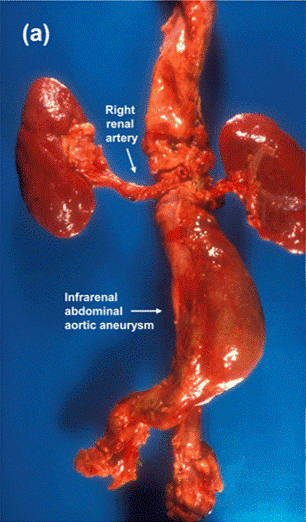 (a)
Right
renal
artery
Infrarenal
abdominal
aortic aneurysm